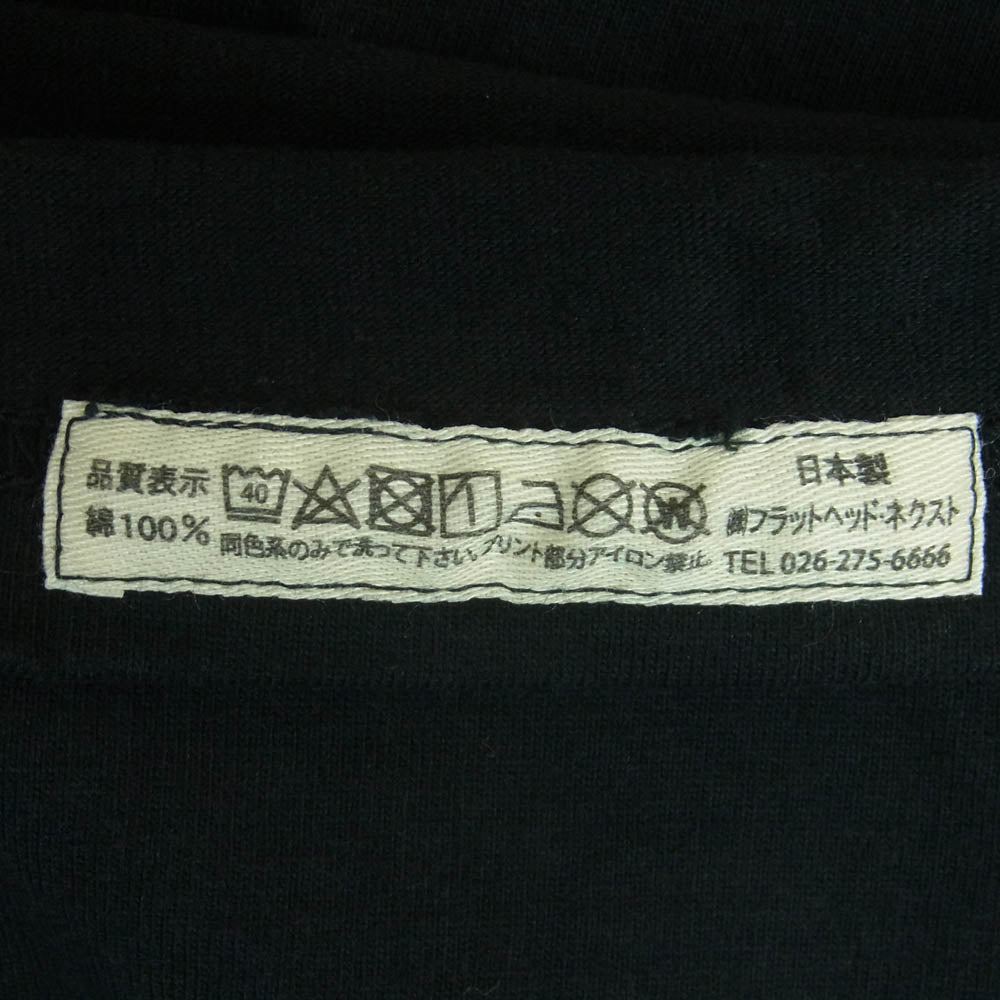 品質表示
綿100%
40
同色系のみで洗って下さい。プリント部分アイロン禁止。
日本製
㈱フラットヘッド・ネクスト
TEL 026-275-6666